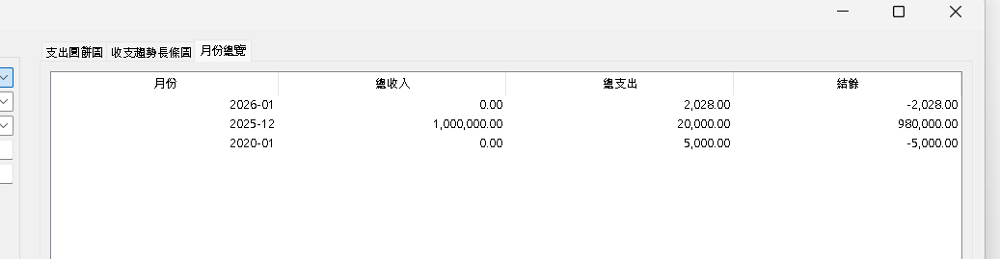 支出圓餅圖 收支趨勢長條圖 月份總覽
月份 總收入 總支出 結餘
2026-01 0.00 2,028.00 -2,028.00
2025-12 1,000,000.00 20,000.00 980,000.00
2020-01 0.00 5,000.00 -5,000.00